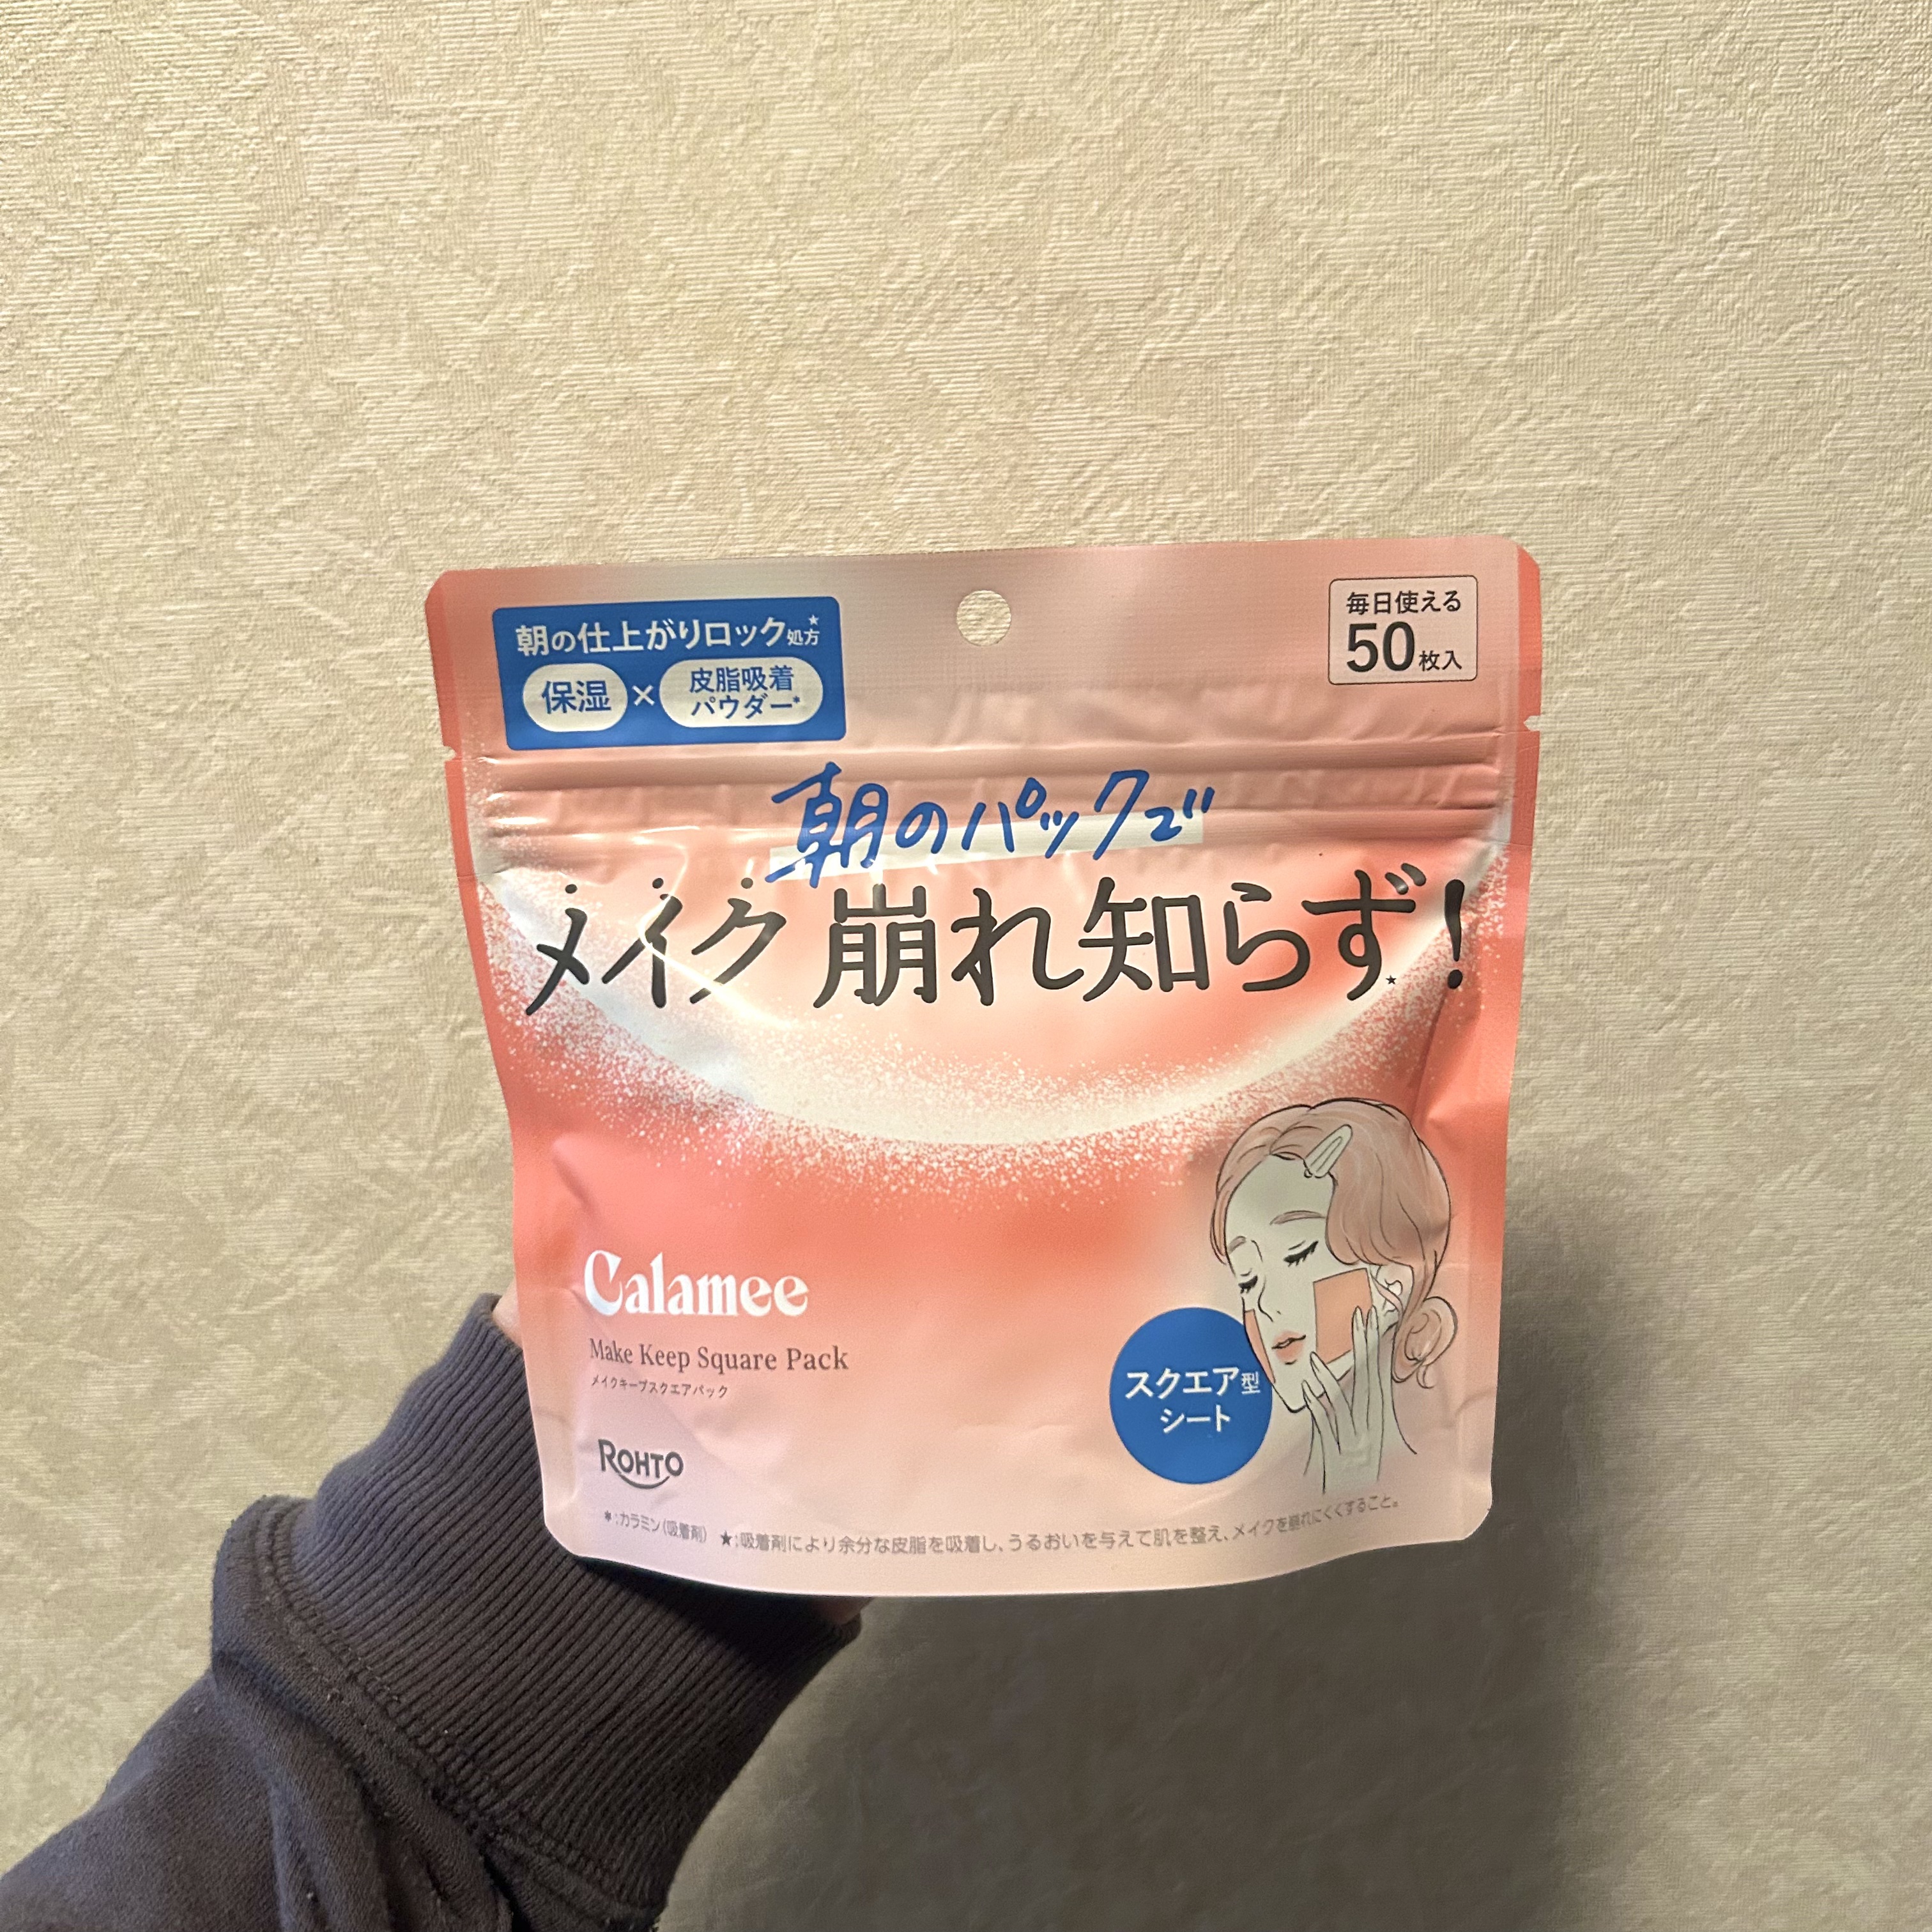 朝の仕上がりロック処方★
保湿×皮脂吸着
パウダー*
毎日使える
50枚入
朝のパックで
メイク崩れ知らず★!
Calamee
Make Keep Square Pack
メイクキープスクエアパック
スクエア型
シート
ROHTO
*:カラミン(吸着剤) ★:吸着剤により余分な皮脂を吸着し、うるおいを与えて肌を整え、メイクを崩れにくくすること。